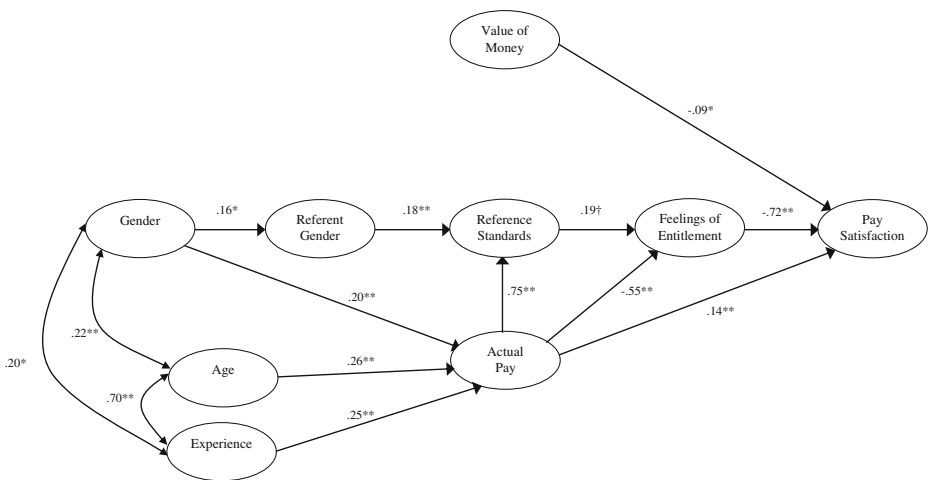 Value of
Money
-.09*
Gender
.16*
Referent
Gender
.18**
Reference
Standards
.19†
Feelings of
Entitlement
-.72**
Pay
Satisfaction
.20**
.75**
-.55**
.14**
.22**
.20*
Age
.26**
Actual
Pay
.70**
.25**
Experience